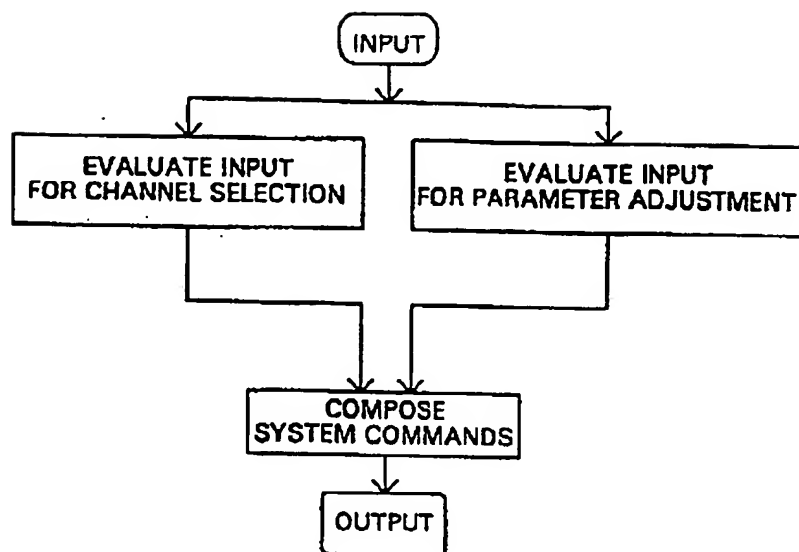 INPUT
EVALUATE INPUT
FOR CHANNEL SELECTION
EVALUATE INPUT
FOR PARAMETER ADJUSTMENT
COMPOSE
SYSTEM COMMANDS
OUTPUT